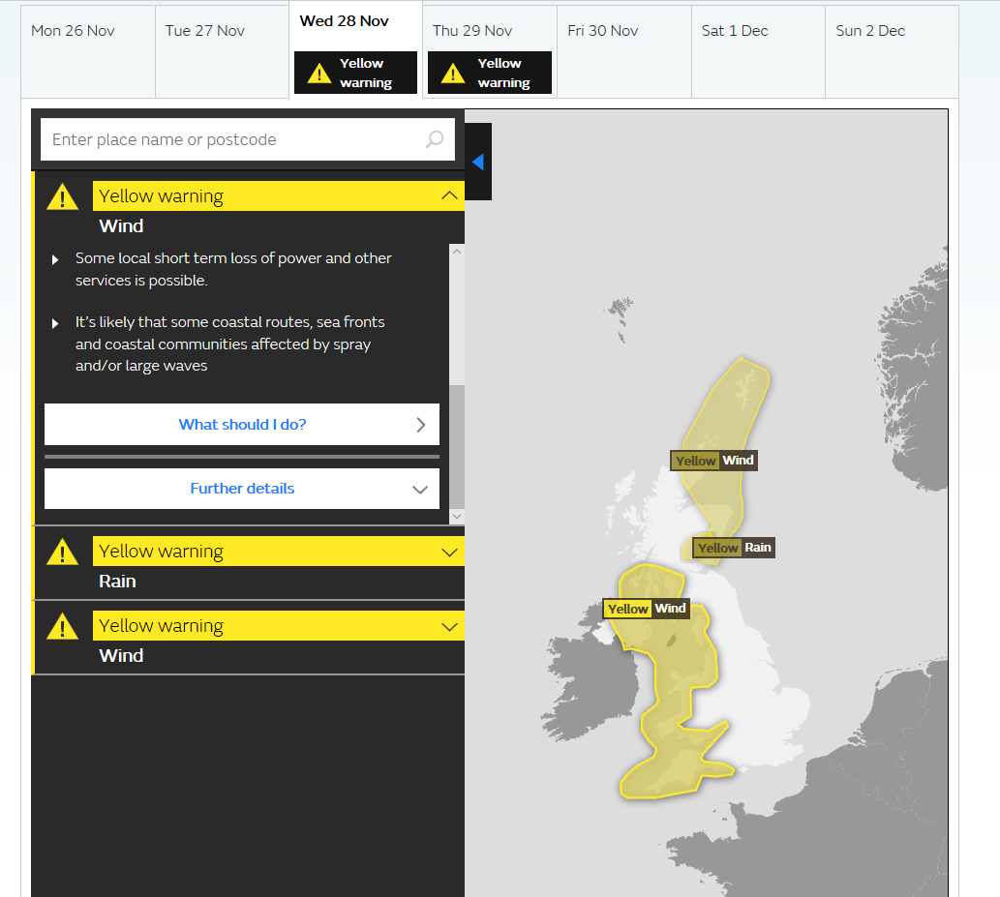 Mon 26 Nov
Tue 27 Nov
Wed 28 Nov
Thu 29 Nov
Fri 30 Nov
Sat 1 Dec
Sun 2 Dec
Yellow
warning
Yellow
warning
Enter place name or postcode
Yellow warning
Wind
Some local short term loss of power and other
services is possible.
It’s likely that some coastal routes, sea fronts
and coastal communities affected by spray
and/or large waves
What should I do?
Further details
Yellow warning
Rain
Yellow warning
Wind
Yellow Wind
Yellow Rain
Yellow Wind